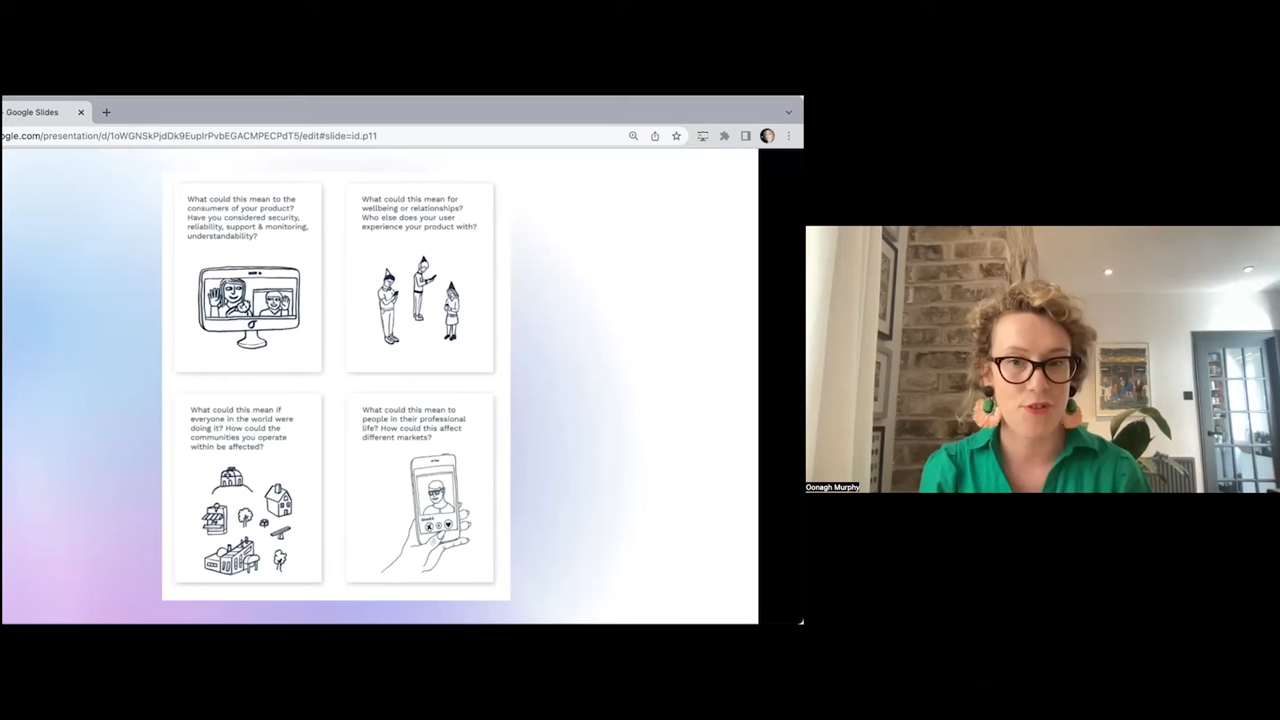 - Google Slides
ogle.com/presentation/d/1oWGNSkPjdDk9EupIrPvbEGACMPECPdT5/edit#slide=id.p11
What could this mean to the
consumers of your product?
Have you considered security,
reliability, support & monitoring,
understandability?
What could this mean for
wellbeing or relationships?
Who else does your user
experience your product with?
What could this mean if
everyone in the world were
doing it? How could the
communities you operate
within be affected?
What could this mean to
people in their professional
life? How could this affect
different markets?
Oonagh Murphy